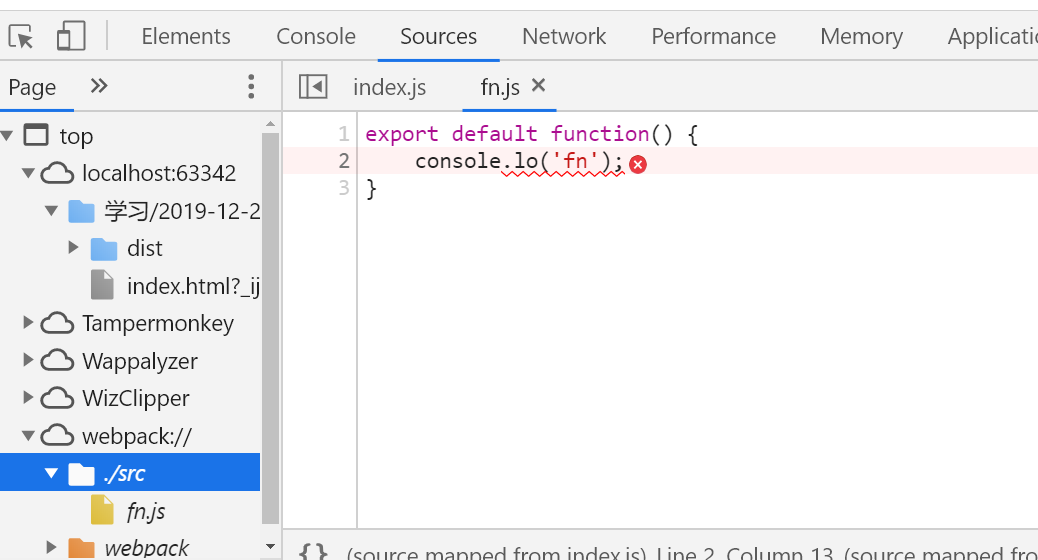 Elements Console Sources Network Performance Memory Applicati
Page » index.js fn.js ×
top
localhost:63342
学习/2019-12-2
dist
index.html?_ij
Tampermonkey
Wappalyzer
WizClipper
webpack://
./src
fn.js
webpack
1 export default function() {
2 console.lo('fn');
3 }
{} (source mapped from index.js) Line 2, Column 13 (source mapped fro